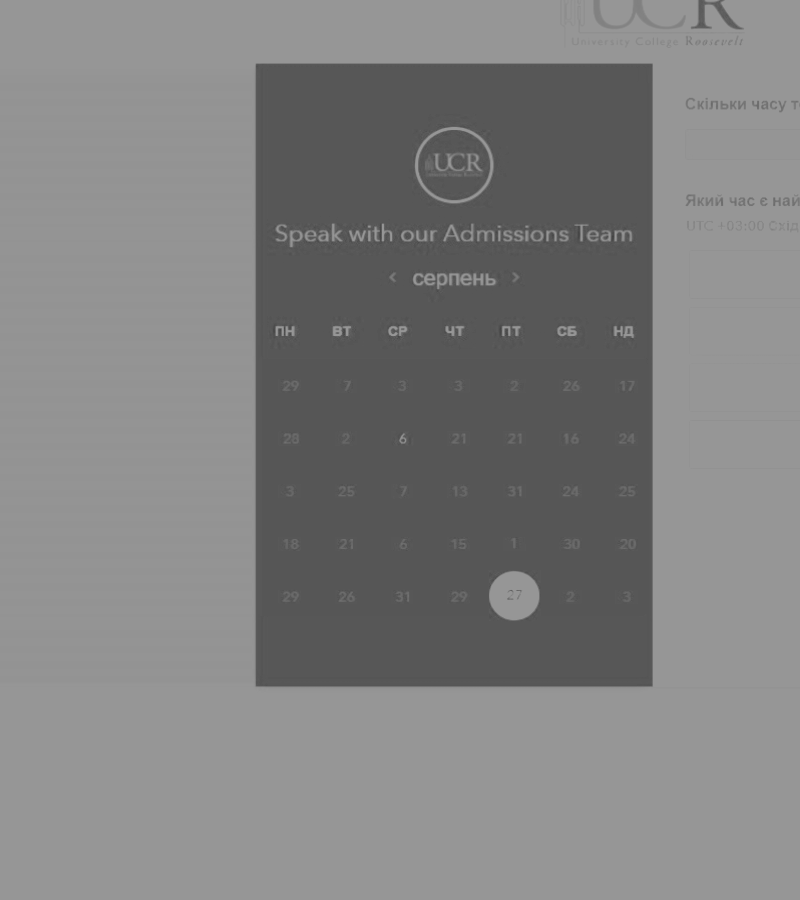 UCR
University College Roosevelt
UCR
Speak with our Admissions Team
< серпень >
ПН ВТ СР ЧТ ПТ СБ НД
29 7 3 3 2 26 17
28 2 6 21 21 16 24
3 25 7 13 31 24 25
18 21 6 15 1 30 20
29 26 31 29 27 2 3
Скільки часу т
Який час є най
UTC +03:00 Схід